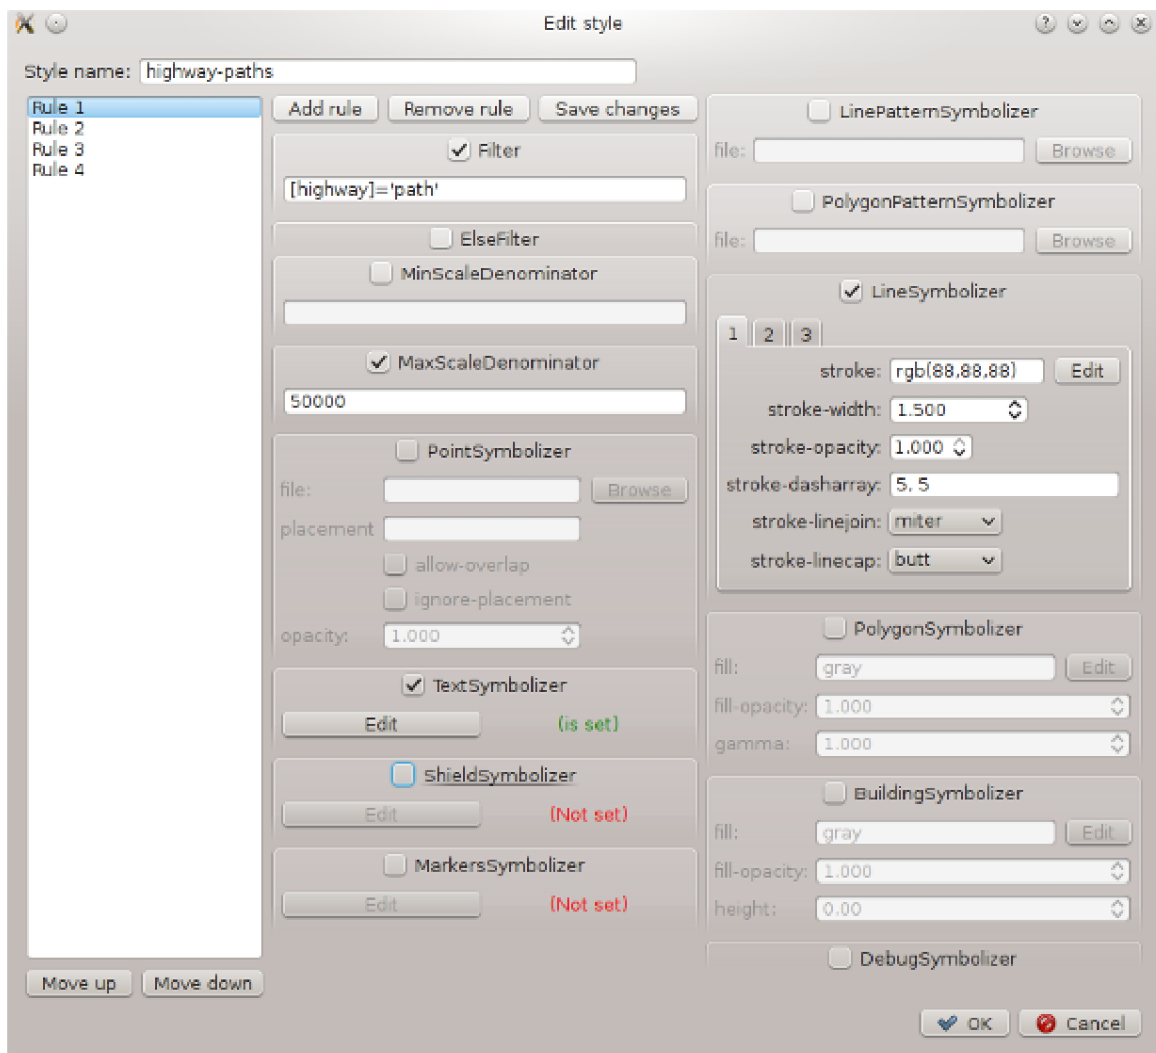 Edit style
Style name: highway-paths
Rule 1
Rule 2
Rule 3
Rule 4
Move up
Move down
Add rule
Remove rule
Save changes
Filter
[highway]='path'
ElseFilter
MinScaleDenominator
MaxScaleDenominator
50000
PointSymbolizer
file:
Browse
placement
allow-overlap
ignore-placement
opacity: 1.000
TextSymbolizer
Edit (is set)
ShieldSymbolizer
Edit (Not set)
MarkersSymbolizer
Edit (Not set)
LinePatternSymbolizer
file: Browse
PolygonPatternSymbolizer
file: Browse
LineSymbolizer
1 2 3
stroke: rgb(88,88,88) Edit
stroke-width: 1.500
stroke-opacity: 1.000
stroke-dasharray: 5, 5
stroke-linejoin: miter
stroke-linecap: butt
PolygonSymbolizer
fill: gray Edit
fill-opacity: 1.000
gamma: 1.000
BuildingSymbolizer
fill: gray Edit
fill-opacity: 1.000
height: 0.00
DebugSymbolizer
OK
Cancel